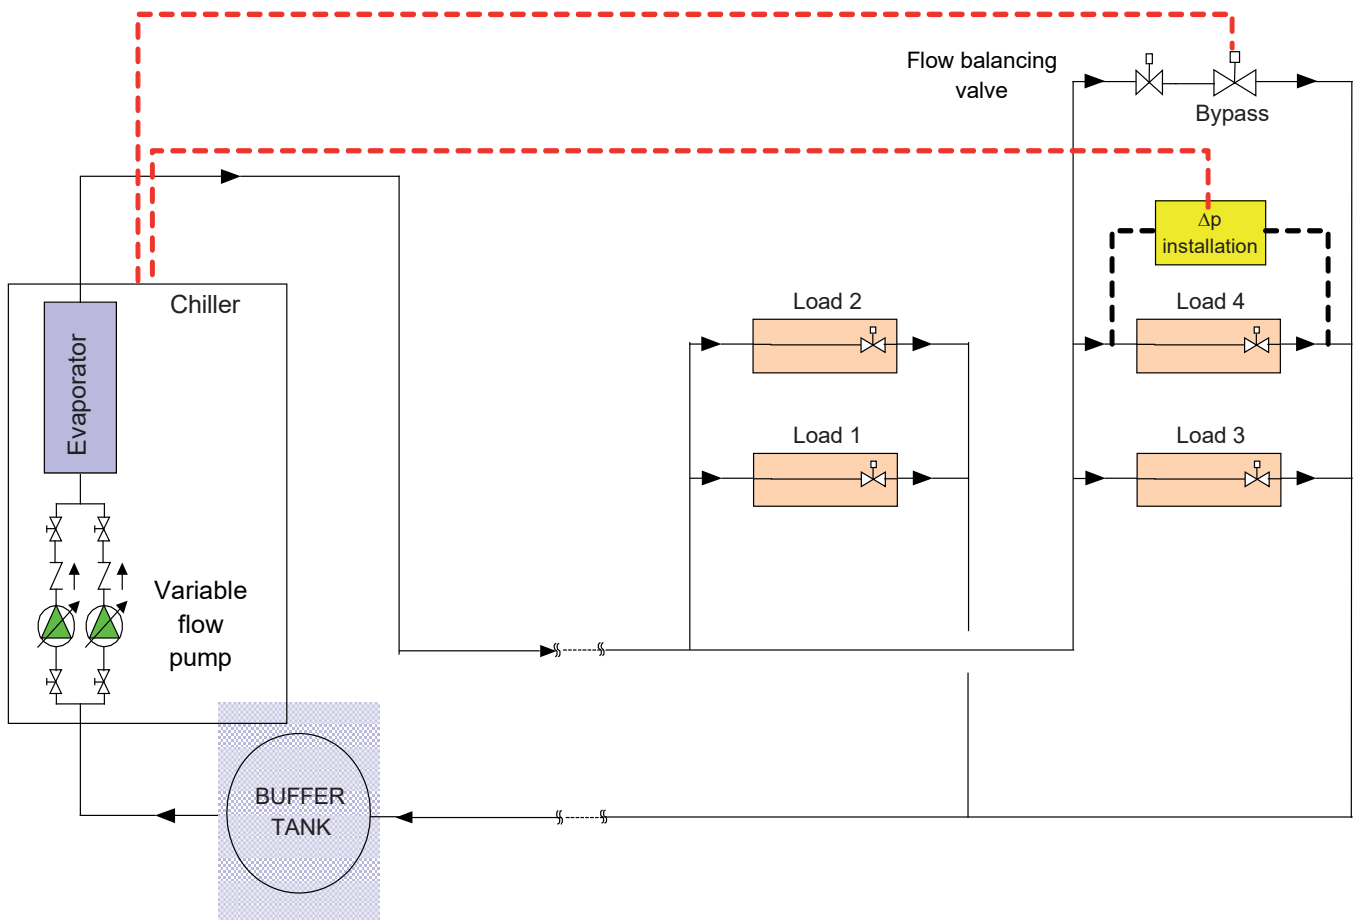 Flow balancing
valve
Bypass
Δp
installation
Chiller
Evaporator
Load 2
Load 4
Load 1
Load 3
Variable
flow
pump
BUFFER
TANK